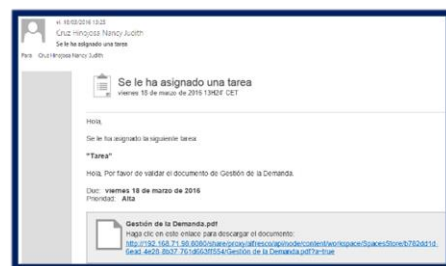 vi. 18/03/2016 13:25
Cruz Hinojosa Nancy Judith
Se le ha asignado una tarea
Para Cruz Hinojosa Nancy Judith
Se le ha asignado una tarea
viernes 18 de marzo de 2016 13H24' CET
Hola,
Se le ha asignado la siguiente tarea:
"Tarea"
Hola, Por favor de validar el documento de Gestión de la Demanda.
Due: viernes 18 de marzo de 2016
Prioridad: Alta
Gestión de la Demanda.pdf
Haga clic en este enlace para descargar el documento: